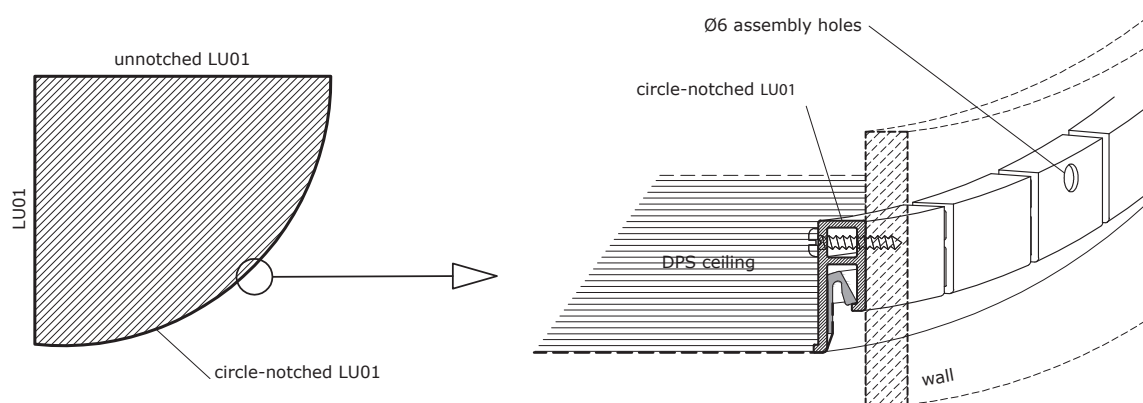 unnotched LU01
LU01
circle-notched LU01
Ø6 assembly holes
circle-notched LU01
DPS ceiling
wall